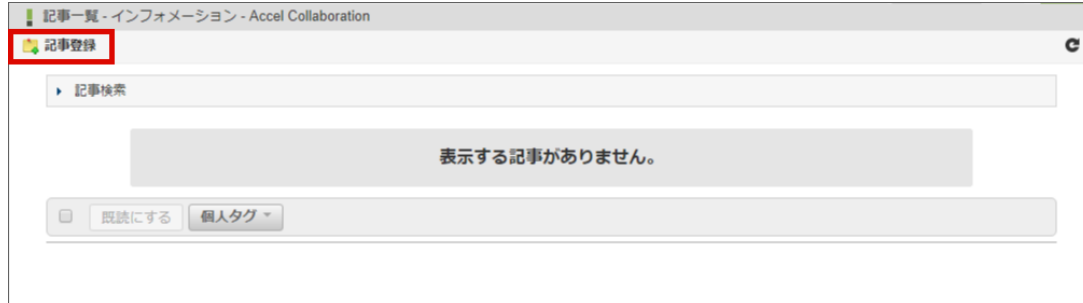 記事一覧 - インフォメーション - Accel Collaboration
記事登録
記事検索
表示する記事がありません。
既読にする 個人タグ